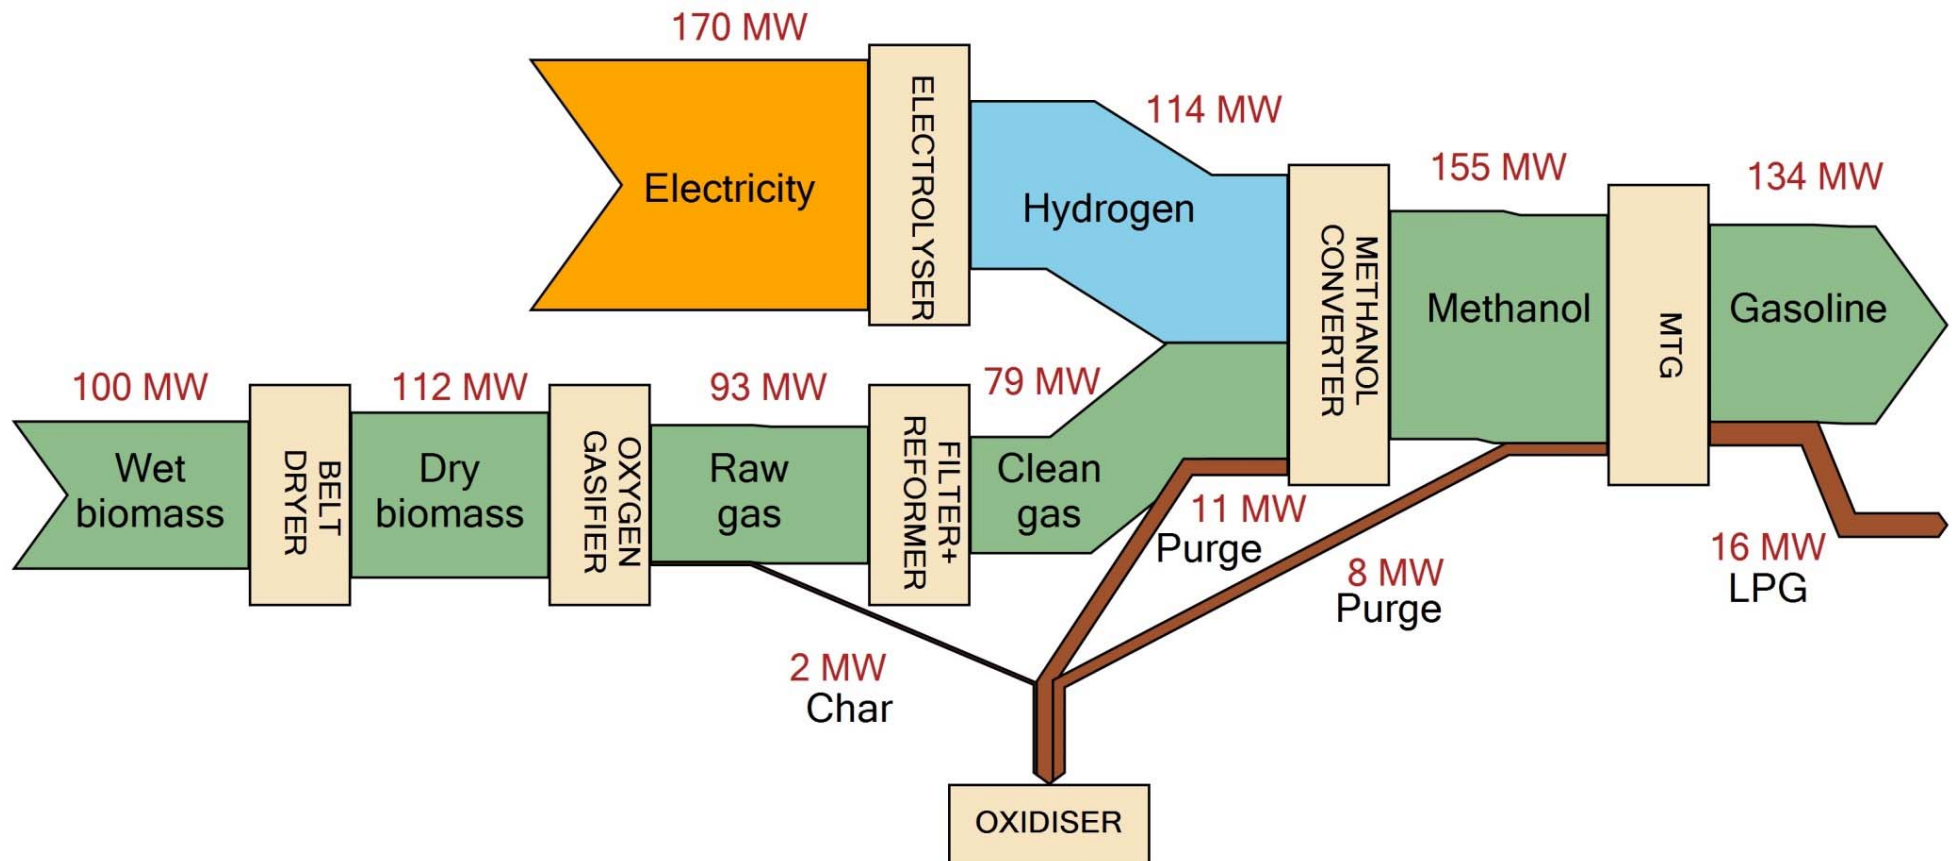 170 MW
Electricity
ELECTROLYSER
114 MW
Hydrogen
METHANOL
CONVERTER
155 MW
Methanol
MTG
134 MW
Gasoline
100 MW
Wet
biomass
BELT
DRYER
112 MW
Dry
biomass
OXYGEN
GASIFIER
93 MW
Raw
gas
FILTER+
REFORMER
79 MW
Clean
gas
11 MW
Purge
8 MW
Purge
16 MW
LPG
2 MW
Char
OXIDISER